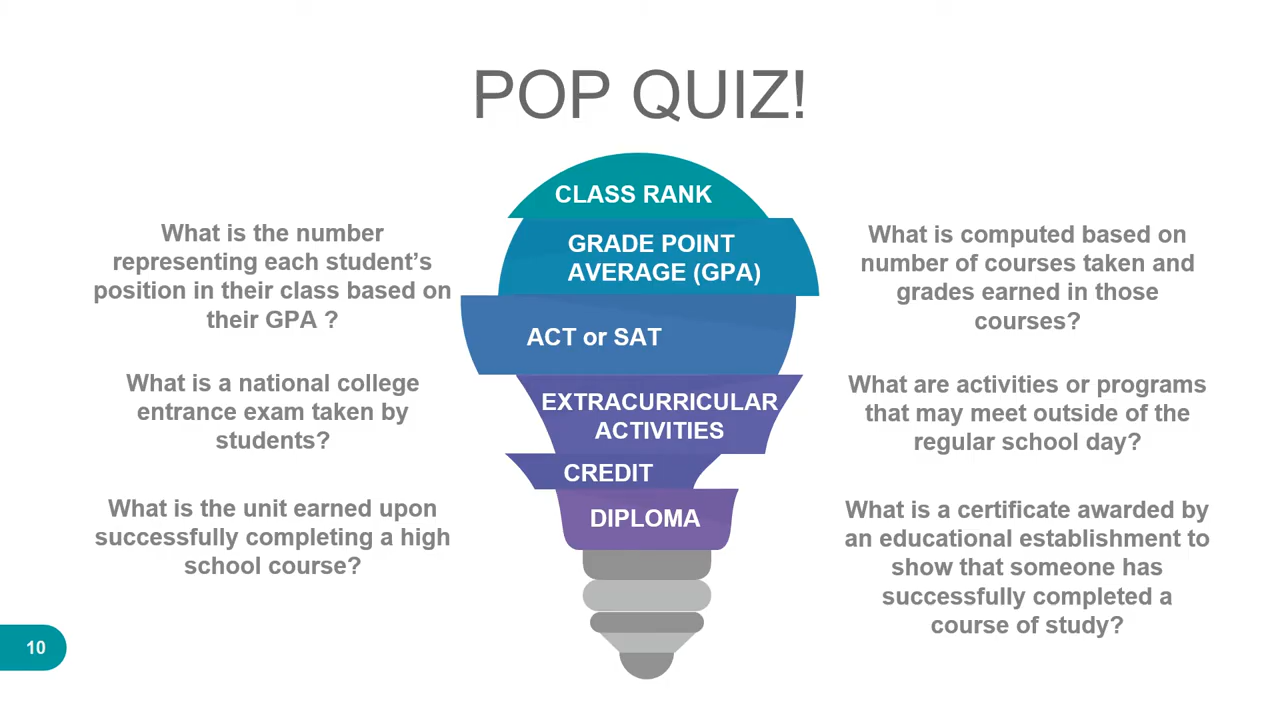 POP QUIZ!
CLASS RANK
GRADE POINT
AVERAGE (GPA)
ACT or SAT
EXTRACURRICULAR
ACTIVITIES
CREDIT
DIPLOMA
What is the number
representing each student’s
position in their class based on
their GPA ?
What is a national college
entrance exam taken by
students?
What is the unit earned upon
successfully completing a high
school course?
What is computed based on
number of courses taken and
grades earned in those
courses?
What are activities or programs
that may meet outside of the
regular school day?
What is a certificate awarded by
an educational establishment to
show that someone has
successfully completed a
course of study?
10